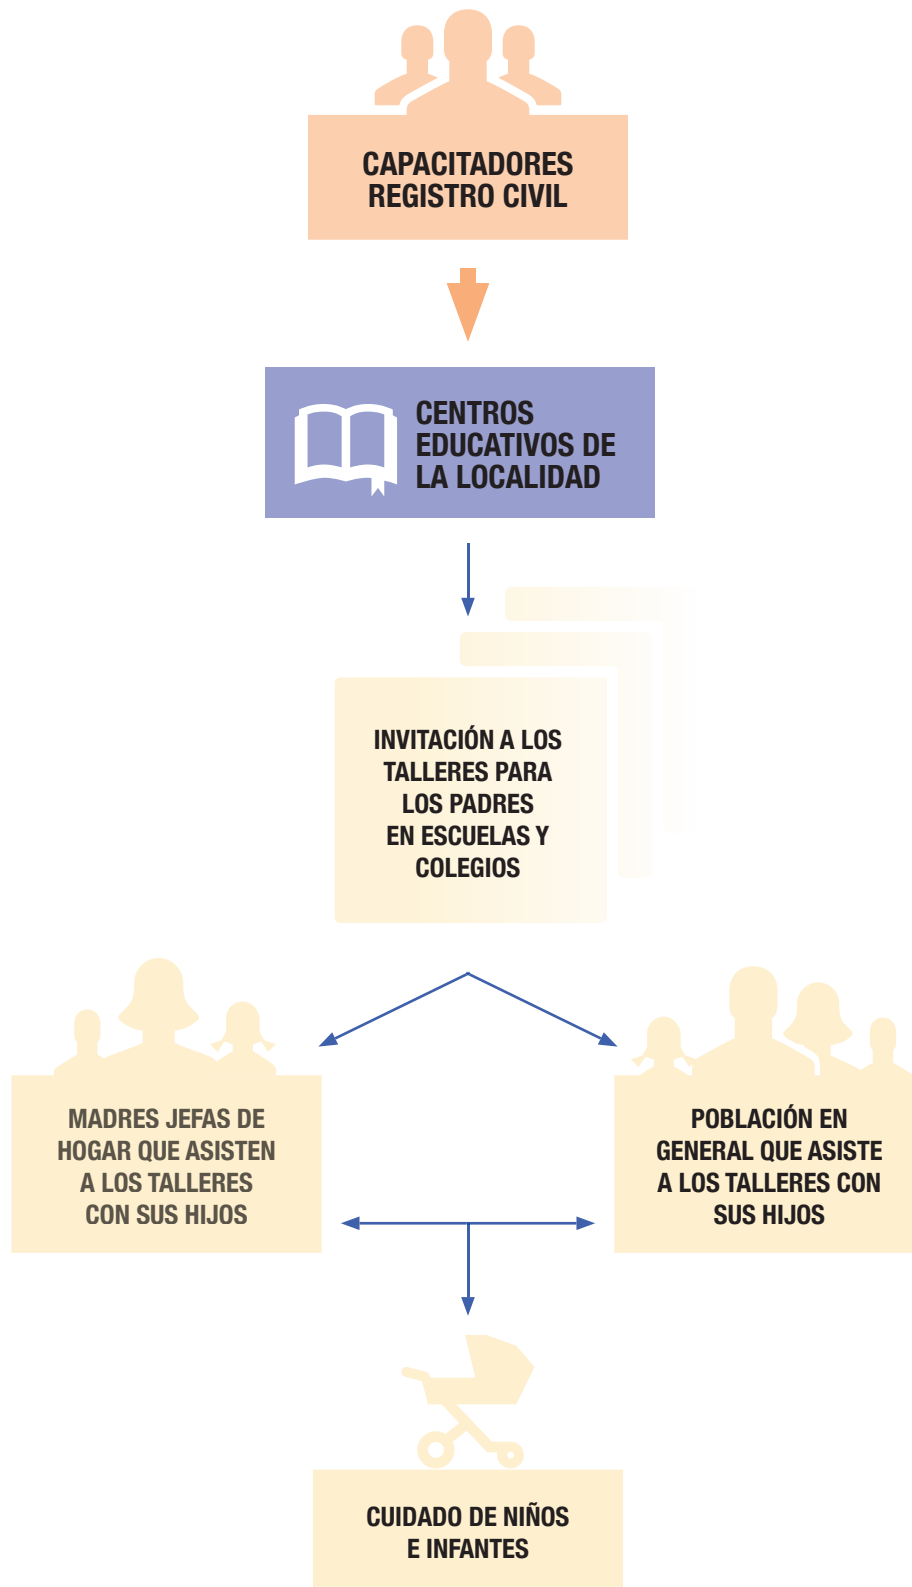 CAPACITADORES
REGISTRO CIVIL
CENTROS
EDUCATIVOS DE
LA LOCALIDAD
INVITACIÓN A LOS
TALLERES PARA
LOS PADRES
EN ESCUELAS Y
COLEGIOS
MADRES JEFAS DE
HOGAR QUE ASISTEN
A LOS TALLERES
CON SUS HIJOS
POBLACIÓN EN
GENERAL QUE ASISTE
A LOS TALLERES CON
SUS HIJOS
CUIDADO DE NIÑOS
E INFANTES